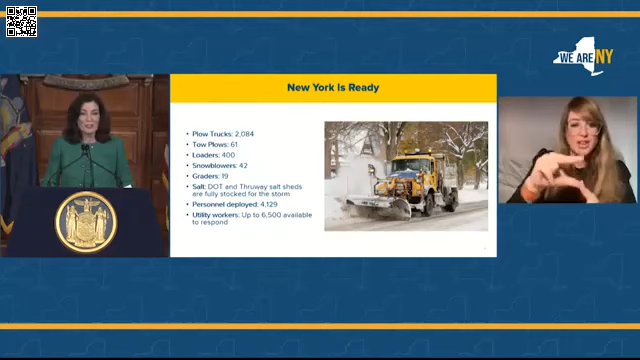 WE ARE NY
New York Is Ready
• Plow Trucks: 2,084
• Tow Plows: 61
• Loaders: 400
• Snowblowers: 42
• Graders: 19
• Salt: DOT and Thruway salt sheds
are fully stocked for the storm
• Personnel deployed: 4,129
• Utility workers: Up to 6,500 available
to respond